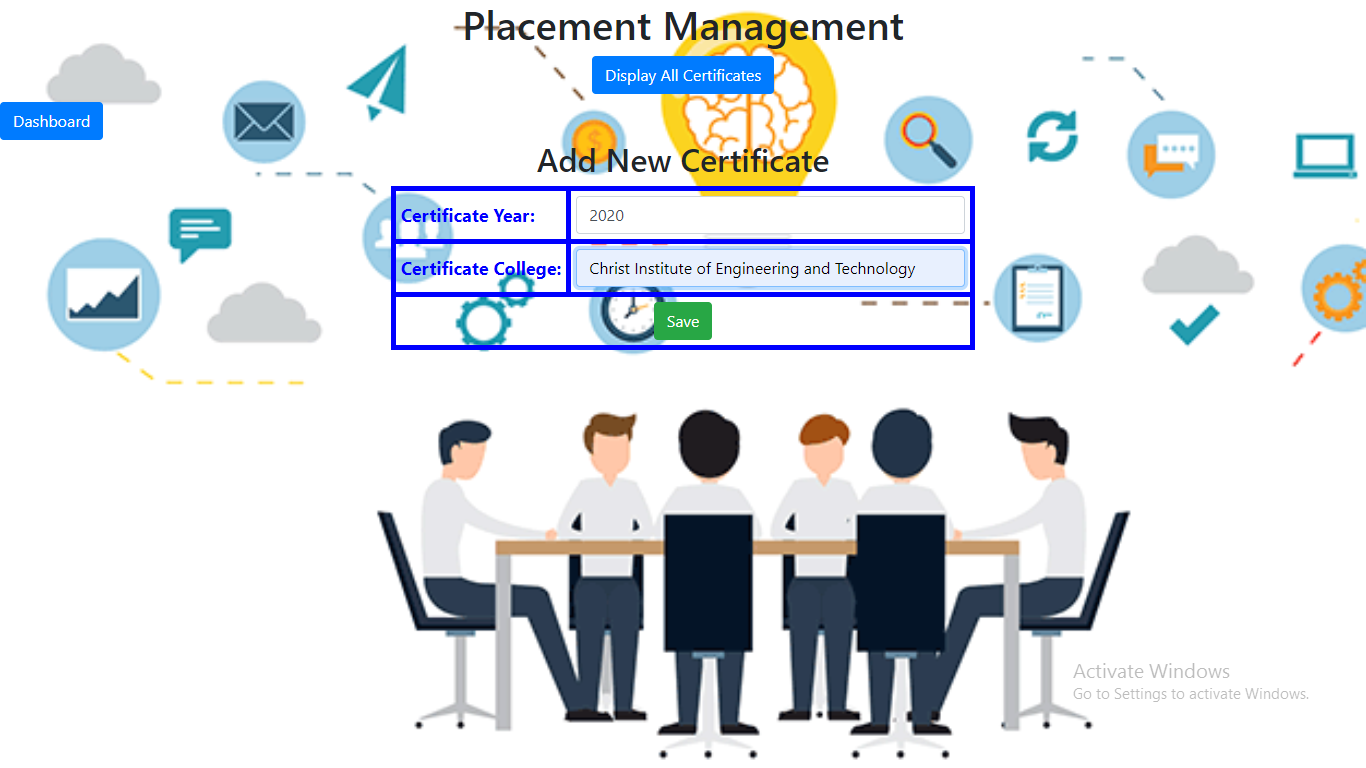 Placement Management
Display All Certificates
Dashboard
Add New Certificate
Certificate Year: 2020
Certificate College: Christ Institute of Engineering and Technology
Save
Activate Windows
Go to Settings to activate Windows.